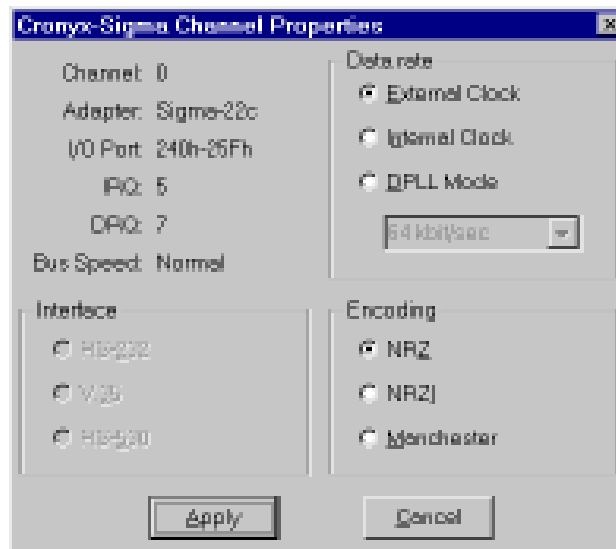 Cronyx-Sigma Channel Properties
Channel: 0
Adapter: Sigma-22c
I/O Port: 240h-25Fh
IRQ: 5
DRQ: 7
Bus Speed: Normal
Data rate
External Clock
Internal Clock
DPLL Mode
64 kbit/sec
Interface
RS-232
V.35
RS-530
Encoding
NRZ
NRZI
Manchester
Apply
Cancel